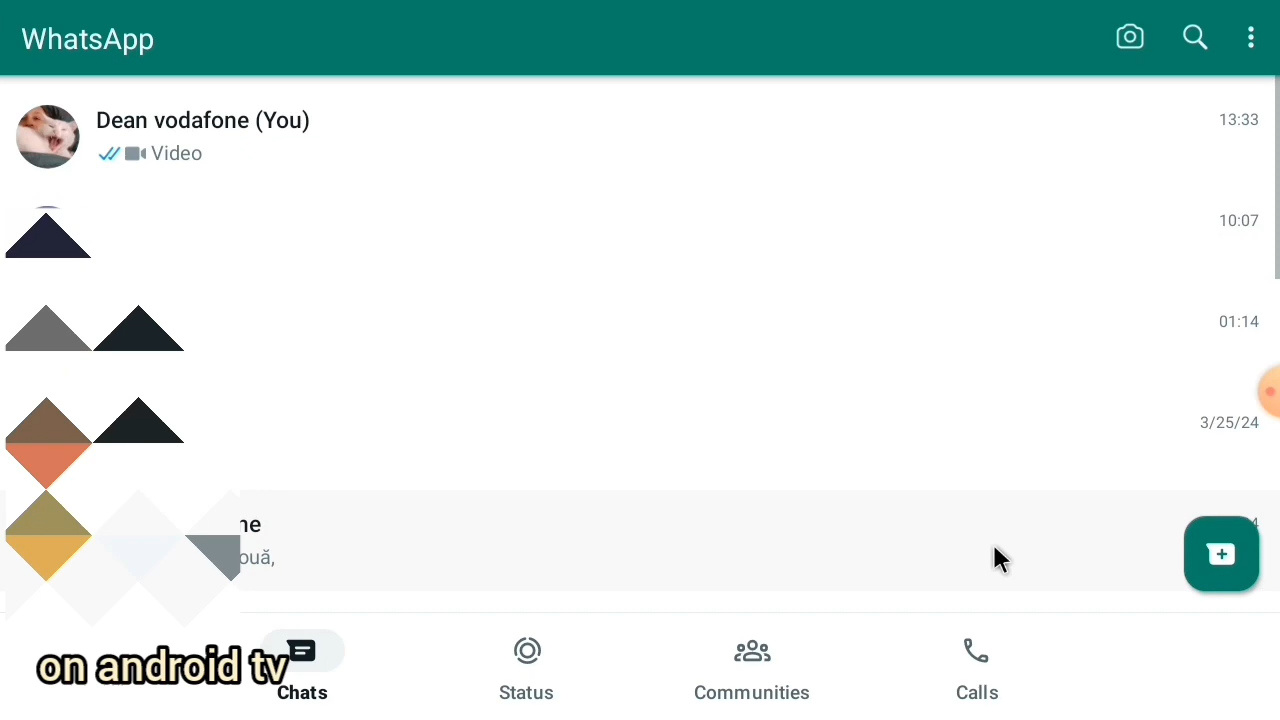 WhatsApp
Dean vodafone (You)
13:33
Video
10:07
01:14
3/25/24
ouă,
on android tv
Chats
Status
Communities
Calls